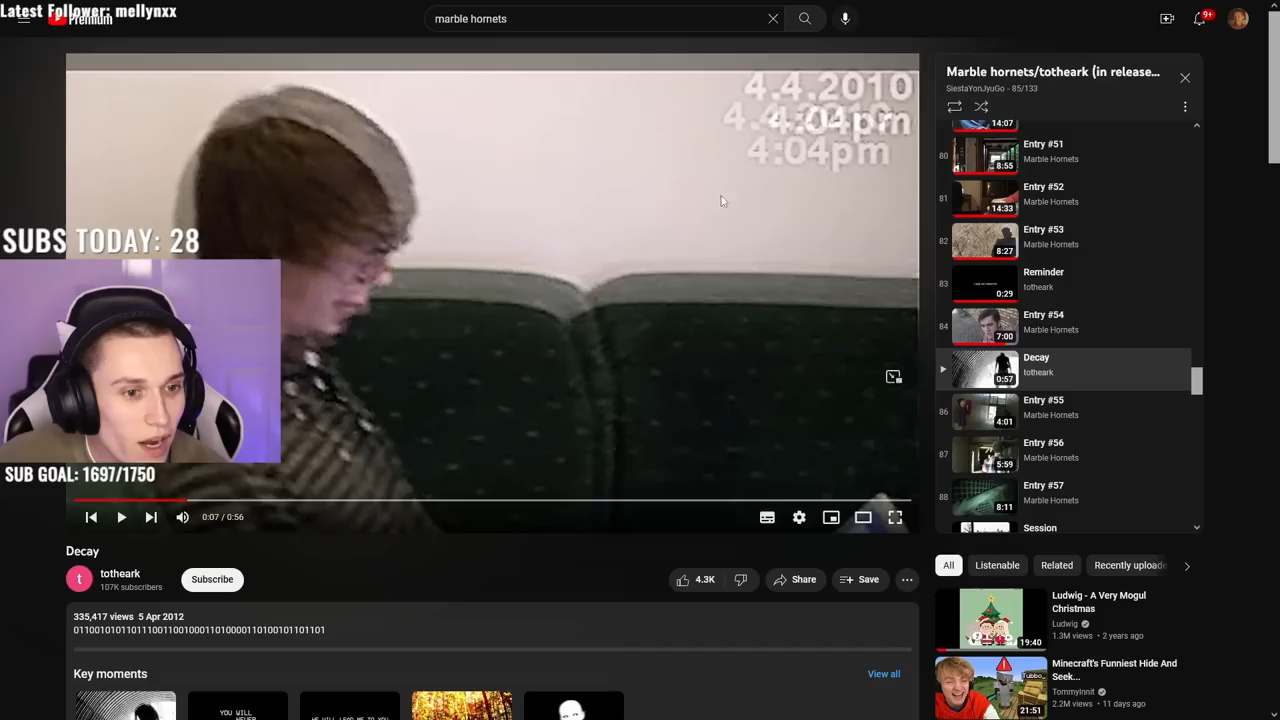 Latest Follower: mellynxx
Premium
marble hornets
9+
4.4.2010
4:04pm
4:04pm
SUBS TODAY: 28
SUB GOAL: 1697/1750
0:07 / 0:56
Decay
t
totheark
107K subscribers
Subscribe
4.3K
Share
Save
335,417 views 5 Apr 2012
Key moments
View all
YOU WILL
NEVER
Marble hornets/totheark (in release...
SiestaYonJyuGo - 85/133
14:07
80
Entry #51
Marble Hornets
8:55
81
Entry #52
Marble Hornets
14:33
82
Entry #53
Marble Hornets
8:27
83
Reminder
totheark
0:29
84
Entry #54
Marble Hornets
7:00
Decay
totheark
0:57
86
Entry #55
Marble Hornets
4:01
87
Entry #56
Marble Hornets
5:59
88
Entry #57
Marble Hornets
8:11
Session
All
Listenable
Related
Recently uploade
Ludwig - A Very Mogul
Christmas
Ludwig
1.3M views • 2 years ago
19:40
Minecraft's Funniest Hide And
Seek...
TommyInnit
2.2M views • 11 days ago
21:51